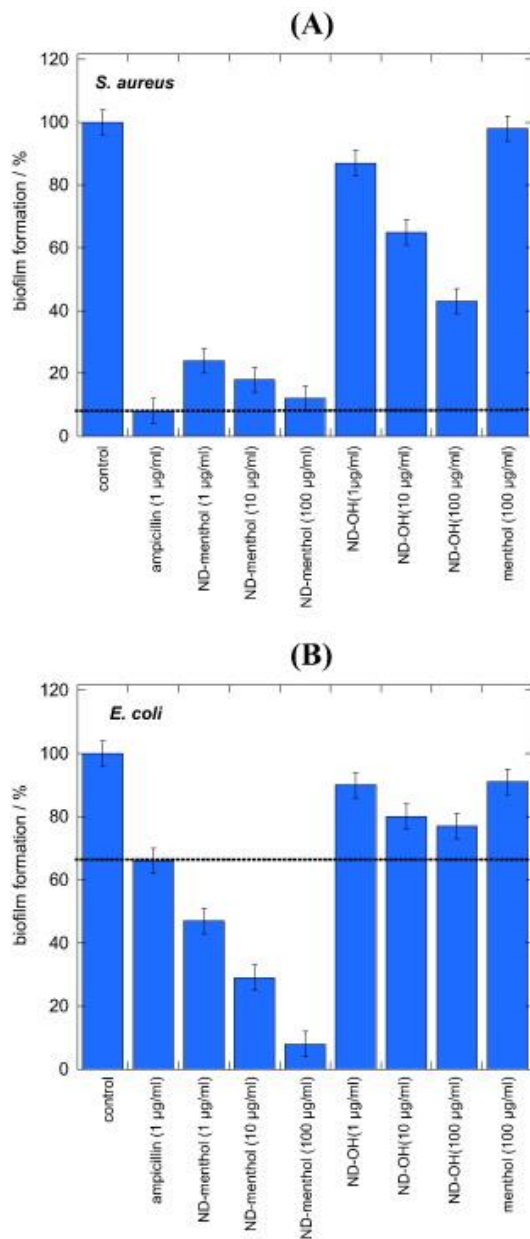 (A)
120
S. aureus
100
80
60
40
20
0
biofilm formation / %
control
ampicillin (1 µg/ml)
ND-menthol (1 µg/ml)
ND-menthol (10 µg/ml)
ND-menthol (100 µg/ml)
ND-OH(1µg/ml)
ND-OH(10 µg/ml)
ND-OH(100 µg/ml)
menthol (100 µg/ml)
(B)
120
E. coli
100
80
60
40
20
0
biofilm formation / %
control
ampicillin (1 µg/ml)
ND-menthol (1 µg/ml)
ND-menthol (10 µg/ml)
ND-menthol (100 µg/ml)
ND-OH(1 µg/ml)
ND-OH(10 µg/ml)
ND-OH(100 µg/ml)
menthol (100 µg/ml)